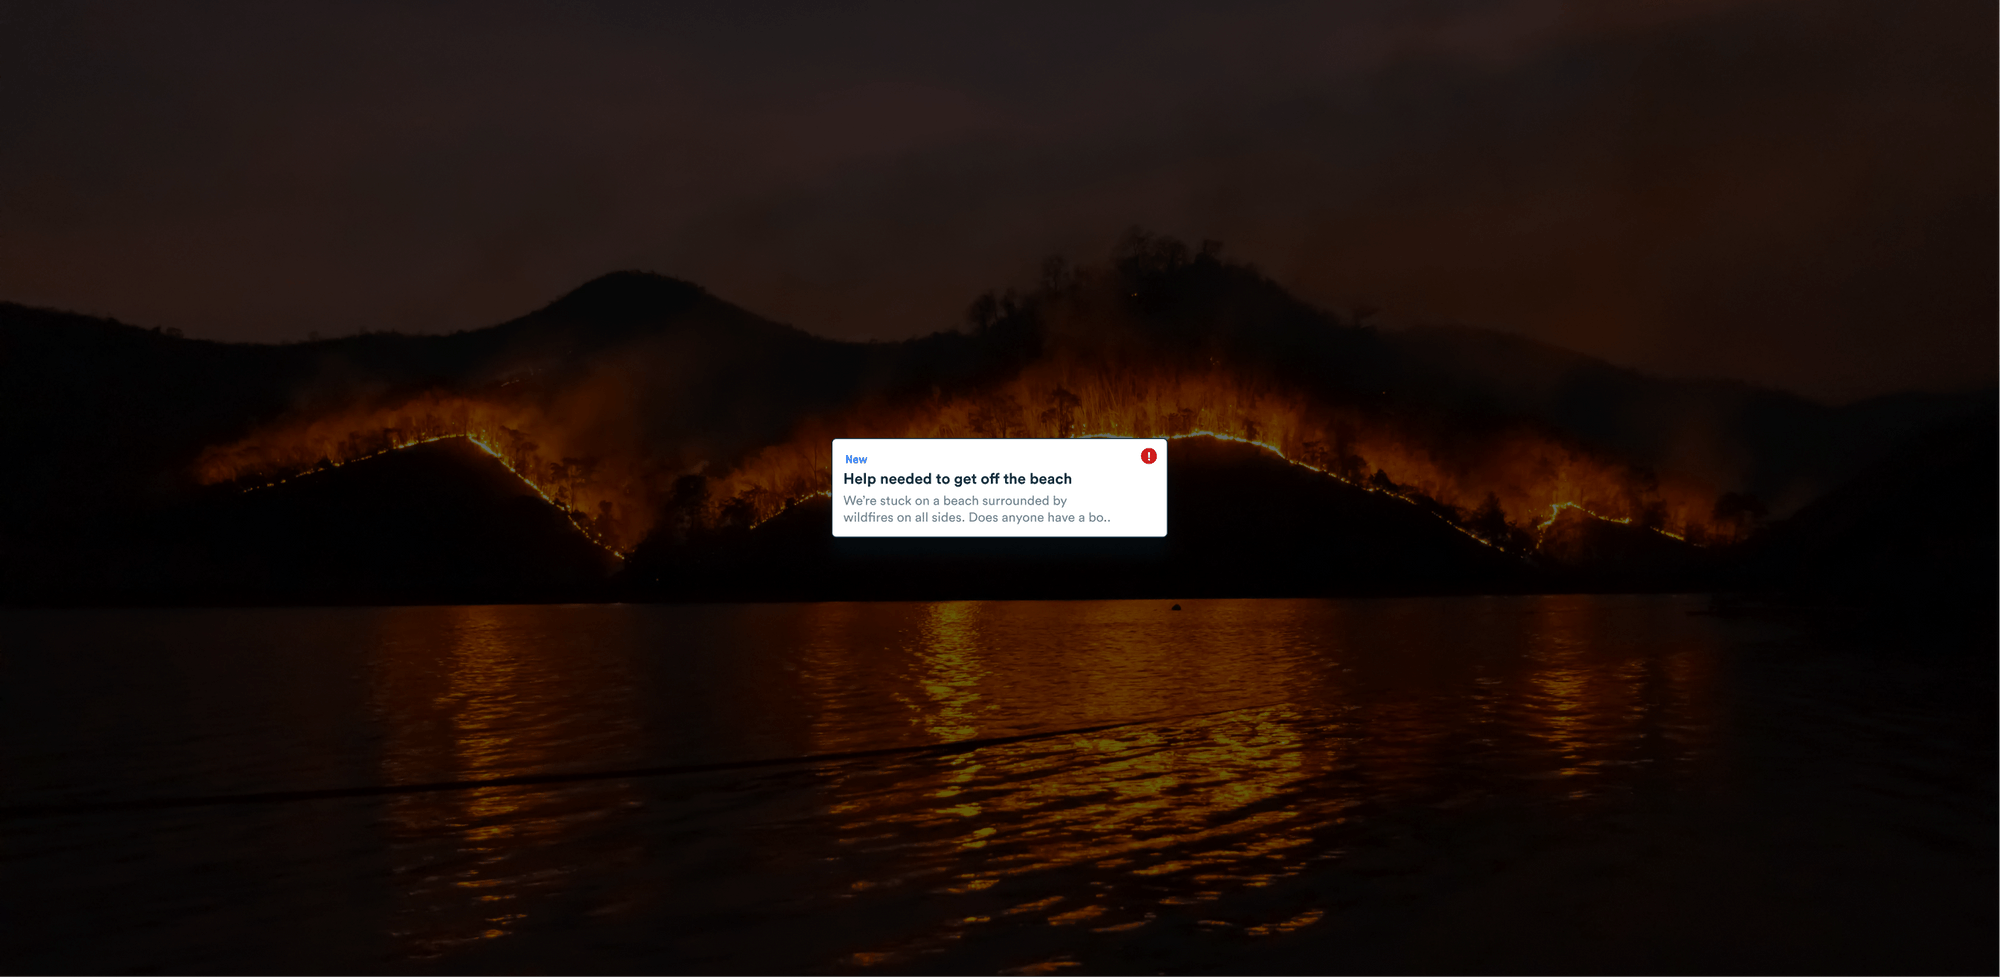 New
Help needed to get off the beach
We're stuck on a beach surrounded by
wildfires on all sides. Does anyone have a bo..